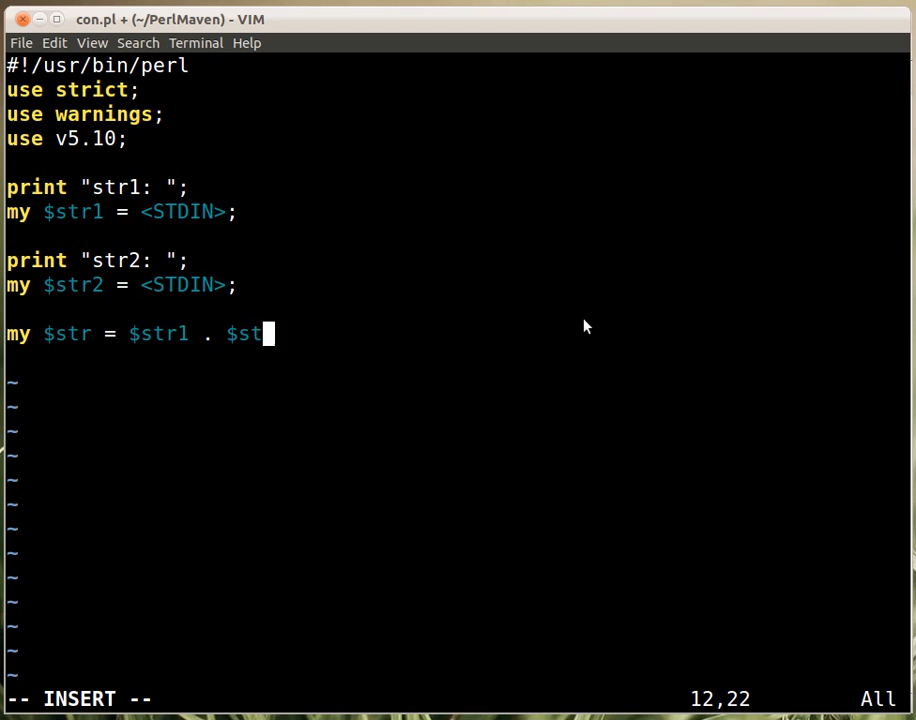 con.pl + (~/PerlMaven) - VIM
File Edit View Search Terminal Help
#!/usr/bin/perl
use strict;
use warnings;
use v5.10;
print "str1: ";
my $str1 = <STDIN>;
print "str2: ";
my $str2 = <STDIN>;
my $str = $str1 . $st
~
~
~
~
~
~
~
~
~
~
~
~
~
-- INSERT -- 12,22 All